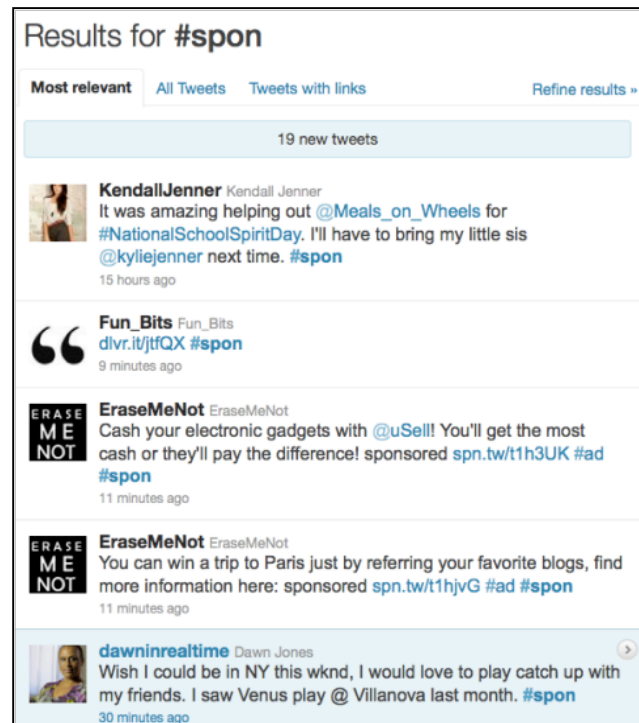 Results for #spon
Most relevant All Tweets Tweets with links Refine results »
19 new tweets
KendallJenner Kendall Jenner
It was amazing helping out @Meals_on_Wheels for
#NationalSchoolSpiritDay. I'll have to bring my little sis
@kyliejenner next time. #spon
15 hours ago
Fun_Bits Fun_Bits
dlvr.it/jtfQX #spon
9 minutes ago
ERASE
ME
NOT
EraseMeNot EraseMeNot
Cash your electronic gadgets with @uSell! You'll get the most
cash or they'll pay the difference! sponsored spn.tw/t1h3UK #ad
#spon
11 minutes ago
ERASE
ME
NOT
EraseMeNot EraseMeNot
You can win a trip to Paris just by referring your favorite blogs, find
more information here: sponsored spn.tw/t1hjvG #ad #spon
11 minutes ago
dawninrealtime Dawn Jones
Wish I could be in NY this wknd, I would love to play catch up with
my friends. I saw Venus play @ Villanova last month. #spon
30 minutes ago